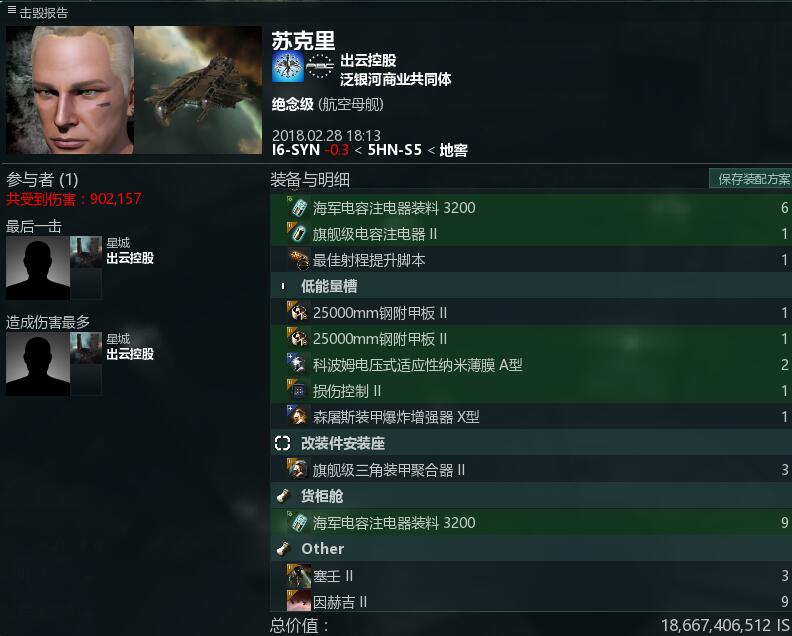 击毁报告
苏克里
出云控股
泛银河商业共同体
绝念级 (航空母舰)
2018.02.28 18:13
I6-SYN -0.3 < 5HN-S5 < 地窖
参与者 (1)
共受到伤害：902,157
最后一击
星城
出云控股
造成伤害最多
星城
出云控股
装备与明细
保存装配方案
海军电容注电器装料 3200 6
旗舰级电容注电器 II 1
最佳射程提升脚本 1
低能量槽
25000mm钢附甲板 II 1
25000mm钢附甲板 II 1
科波姆电压式适应性纳米薄膜 A型 2
损伤控制 II 1
森屠斯装甲爆炸增强器 X型 1
改装件安装座
旗舰级三角装甲聚合器 II 3
货柜舱
海军电容注电器装料 3200 9
Other
塞壬 II 3
因赫吉 II 9
总价值： 18,667,406,512 IS